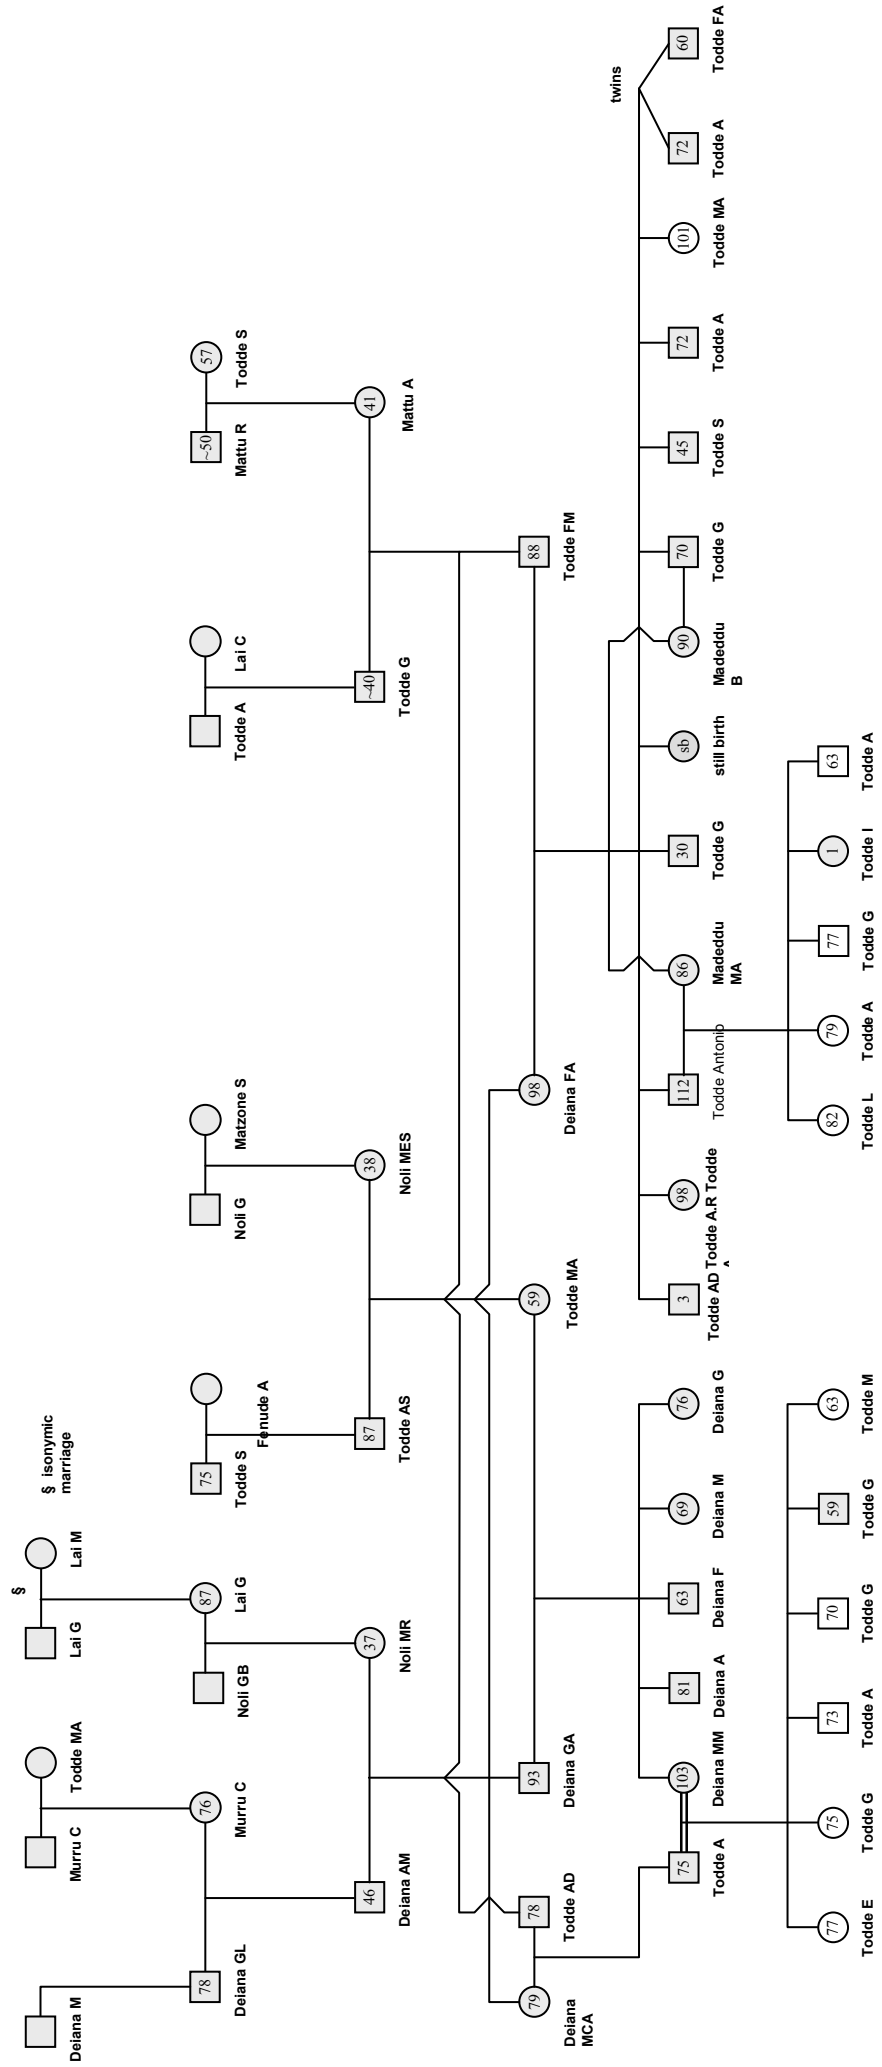 §
§ isonymic
marriage
Deiana M
Murru C
Todde MA
Lai G
Lai M
78
76
87
75
~50
57
Deiana GL
Murru C
Noli GB
Lai G
Todde S
Fenude A
Noli G
Matzone S
Todde A
Lai C
Mattu R
Todde S
46
37
87
38
~40
41
Deiana AM
Noli MR
Todde AS
Noli MES
Todde G
Mattu A
79
78
93
59
98
88
Deiana
MCA
Todde AD
Deiana GA
Todde MA
Deiana FA
Todde FM
twins
75
103
81
63
69
76
3
98
112
86
30
sb
90
70
45
72
101
72
60
Todde A
Deiana MM
Deiana A
Deiana F
Deiana M
Deiana G
Todde AD
Todde A.R Todde
Todde Antonio
Madeddu
MA
Todde G
still birth
Madeddu
B
Todde G
Todde S
Todde A
Todde MA
Todde A
Todde FA
77
75
73
70
59
63
82
79
77
1
63
Todde E
Todde G
Todde A
Todde G
Todde G
Todde M
Todde L
Todde A
Todde G
Todde I
Todde A